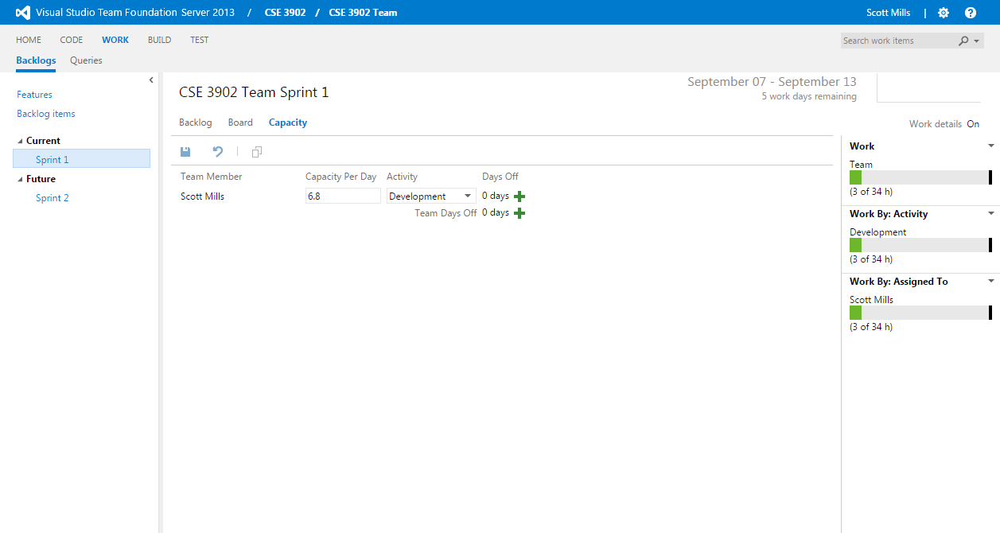 Visual Studio Team Foundation Server 2013 / CSE 3902 / CSE 3902 Team Scott Mills |
HOME CODE WORK BUILD TEST Search work items
Backlogs Queries
Features
Backlog items
Current
Sprint 1
Future
Sprint 2
CSE 3902 Team Sprint 1
September 07 - September 13
5 work days remaining
Backlog Board Capacity
Work details On
Team Member Capacity Per Day Activity Days Off
Scott Mills 6.8 Development 0 days
Team Days Off 0 days
Work
Team
(3 of 34 h)
Work By: Activity
Development
(3 of 34 h)
Work By: Assigned To
Scott Mills
(3 of 34 h)